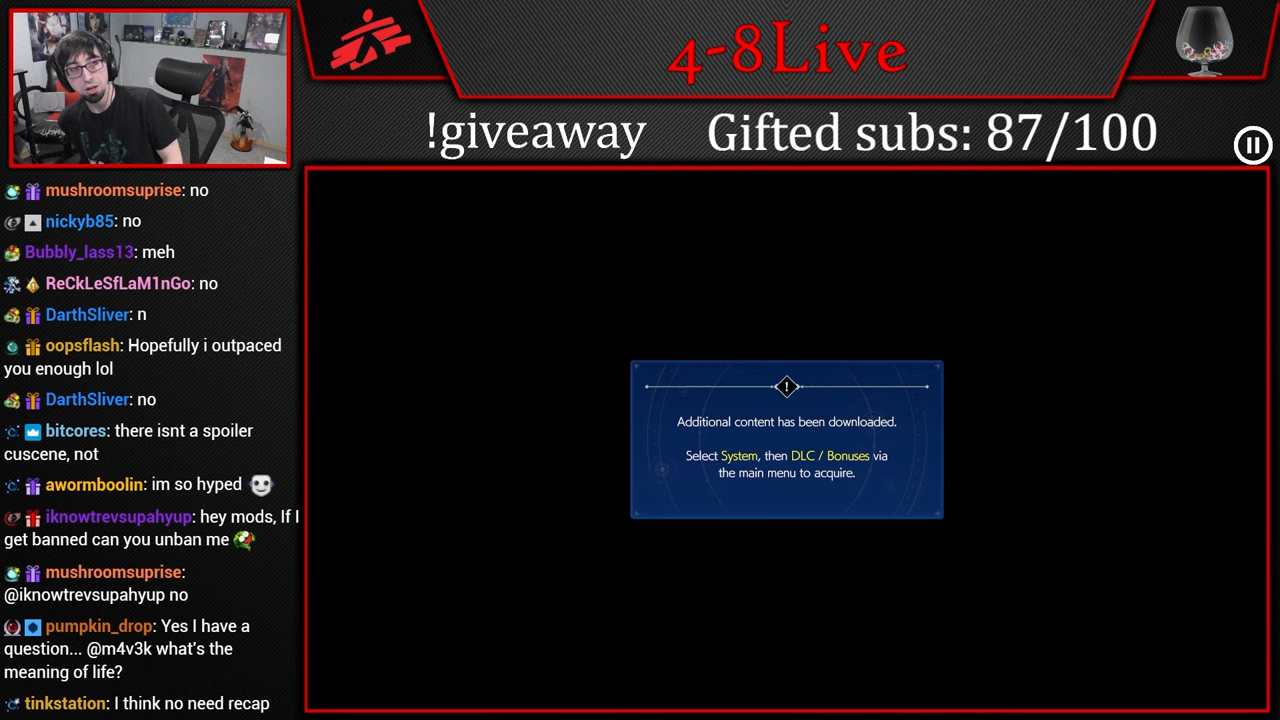 4-8Live
!giveaway
Gifted subs: 87/100
mushroomsuprise: no
nickyb85: no
Bubbly_lass13: meh
ReCkLeSfLaM1nGo: no
DarthSliver: n
oopsflash: Hopefully i outpaced
you enough lol
DarthSliver: no
bitcores: there isnt a spoiler
cuscene, not
awormboolin: im so hyped
iknowtrevsupahyup: hey mods, If I
get banned can you unban me
mushroomsuprise:
@iknowtrevsupahyup no
pumpkin_drop: Yes I have a
question... @m4v3k what's the
meaning of life?
tinkstation: I think no need recap
!
Additional content has been downloaded.
Select System, then DLC / Bonuses via
the main menu to acquire.